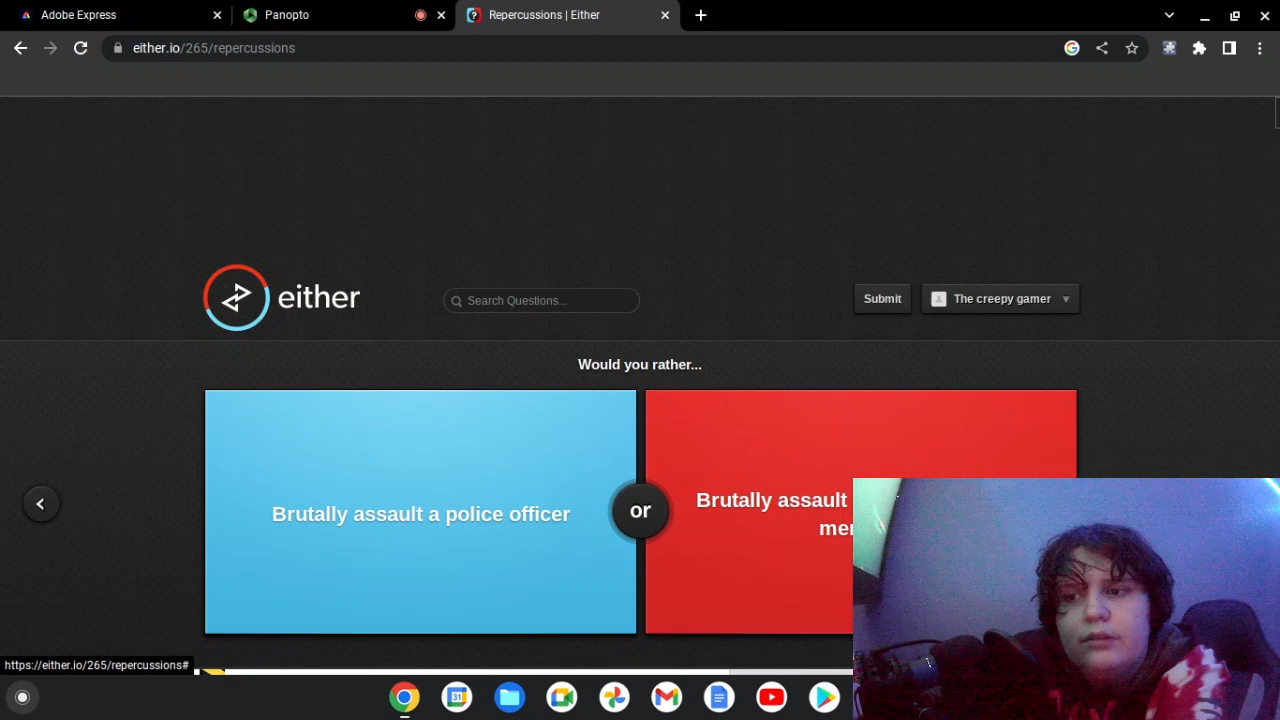 Adobe Express
Panopto
Repercussions | Either
either.io/265/repercussions
either
Search Questions...
Submit
The creepy gamer
Would you rather...
Brutally assault a police officer
or
Brutally assault
https://either.io/265/repercussions#
31